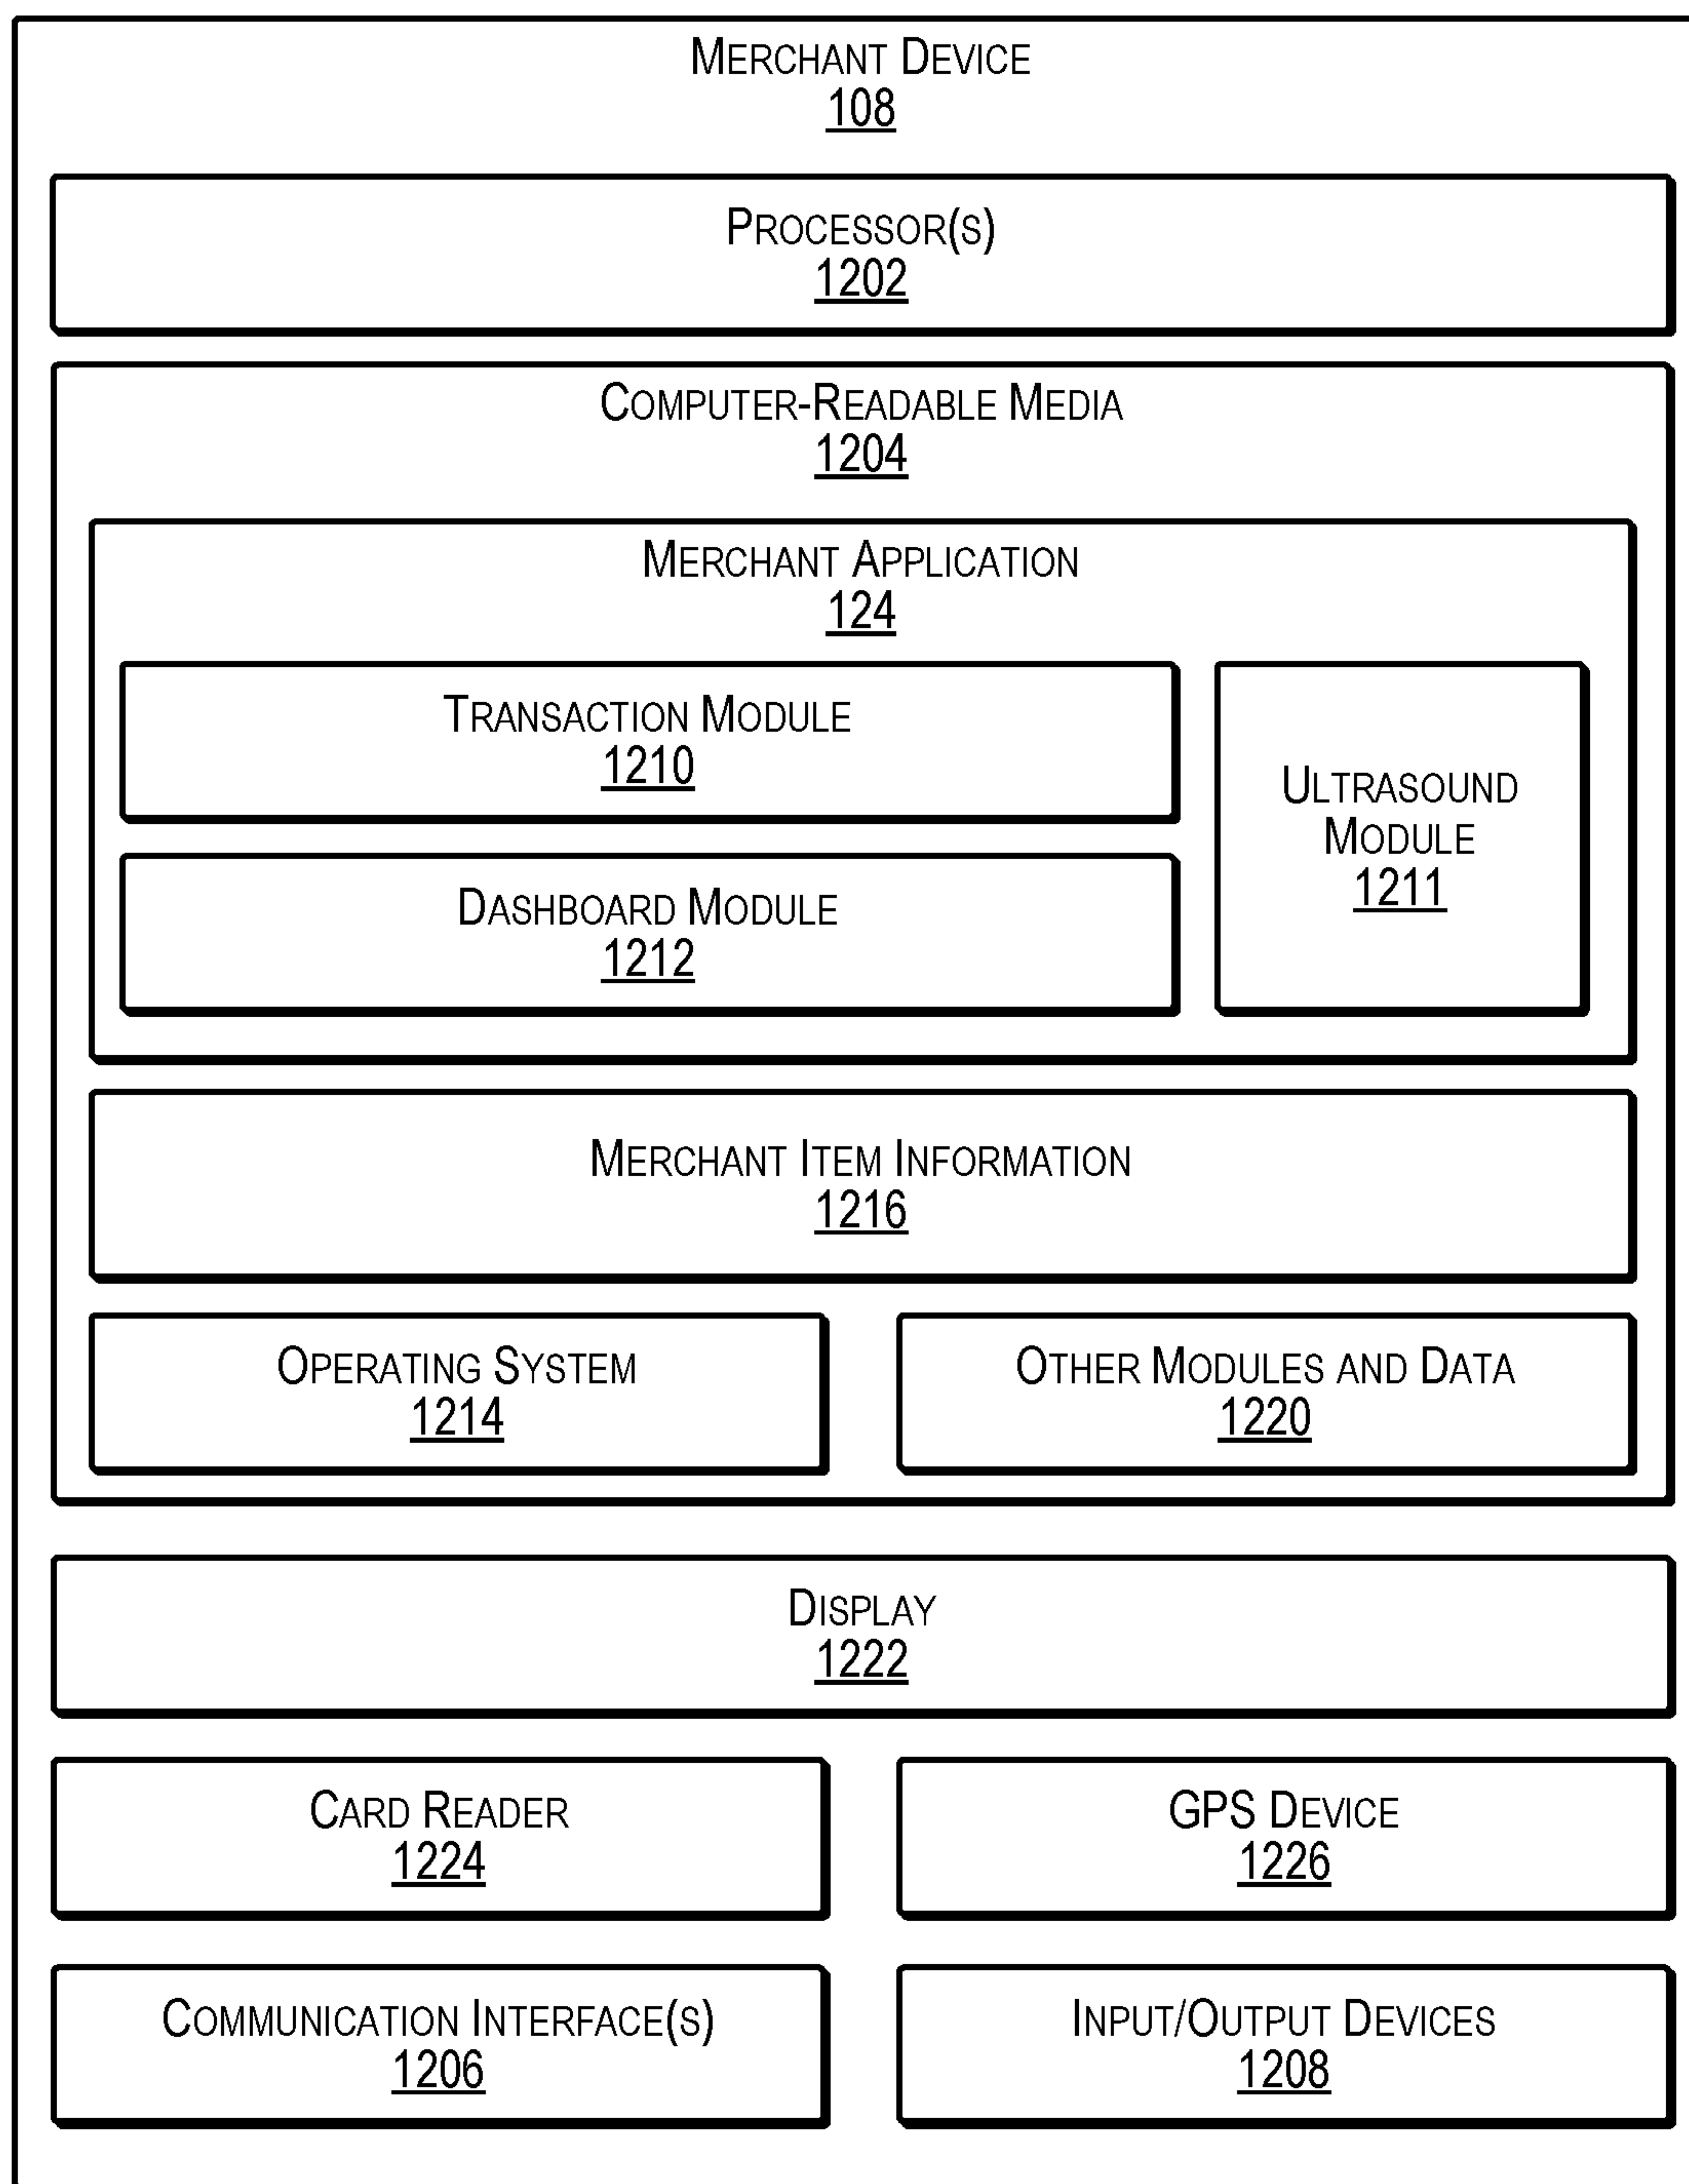 MERCHANT DEVICE
108
PROCESSOR(S)
1202
COMPUTER-READABLE MEDIA
1204
MERCHANT APPLICATION
124
TRANSACTION MODULE
1210
DASHBOARD MODULE
1212
ULTRASOUND
MODULE
1211
MERCHANT ITEM INFORMATION
1216
OPERATING SYSTEM
1214
OTHER MODULES AND DATA
1220
DISPLAY
1222
CARD READER
1224
GPS DEVICE
1226
COMMUNICATION INTERFACE(S)
1206
INPUT/OUTPUT DEVICES
1208